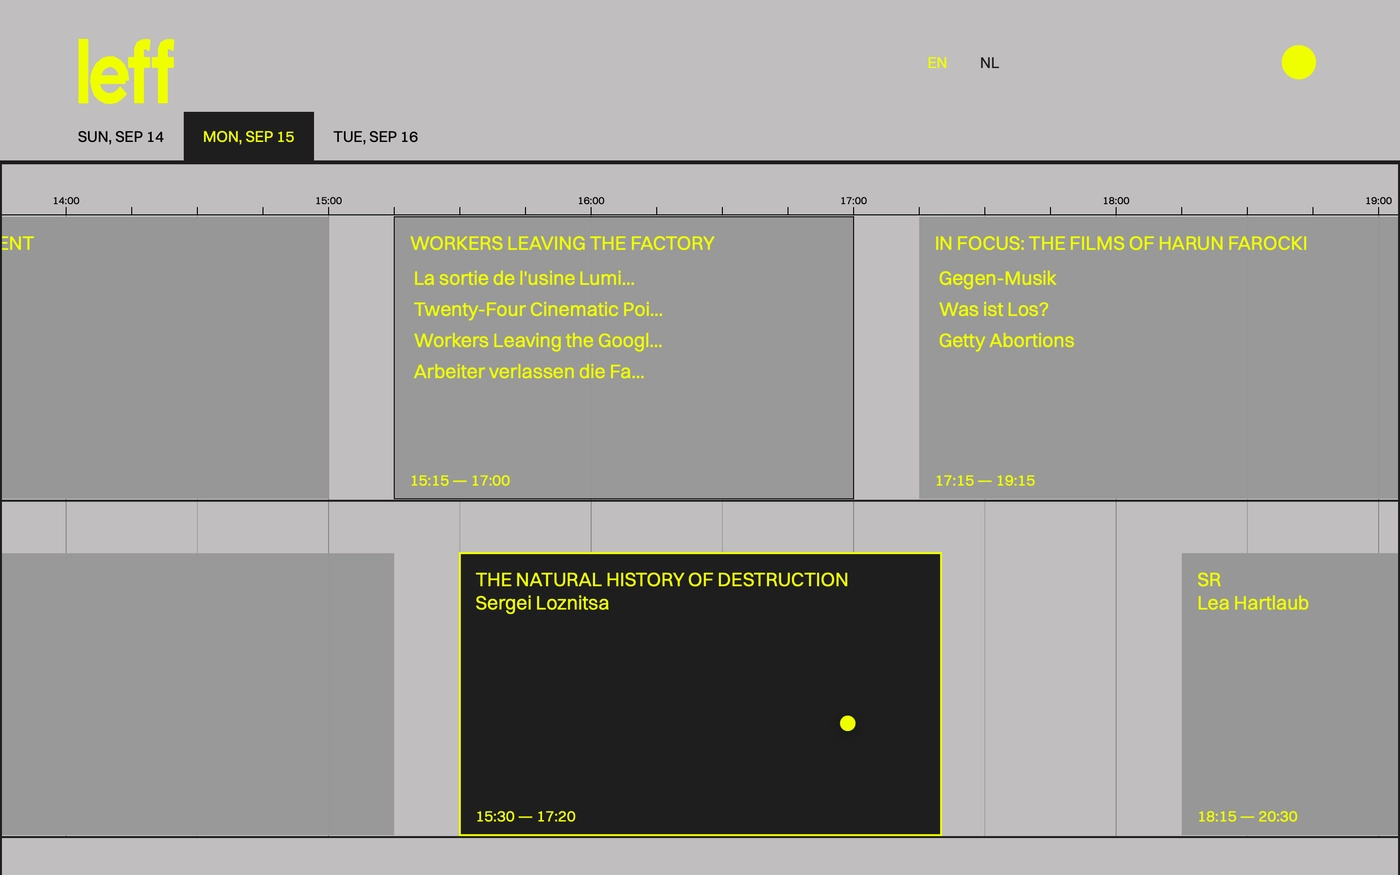 leff
EN NL
SUN, SEP 14 MON, SEP 15 TUE, SEP 16
14:00 15:00 16:00 17:00 18:00 19:00
ENT
WORKERS LEAVING THE FACTORY
La sortie de l'usine Lumi...
Twenty-Four Cinematic Poi...
Workers Leaving the Googl...
Arbeiter verlassen die Fa...
15:15 — 17:00
IN FOCUS: THE FILMS OF HARUN FAROCKI
Gegen-Musik
Was ist Los?
Getty Abortions
17:15 — 19:15
THE NATURAL HISTORY OF DESTRUCTION
Sergei Loznitsa
15:30 — 17:20
SR
Lea Hartlaub
18:15 — 20:30